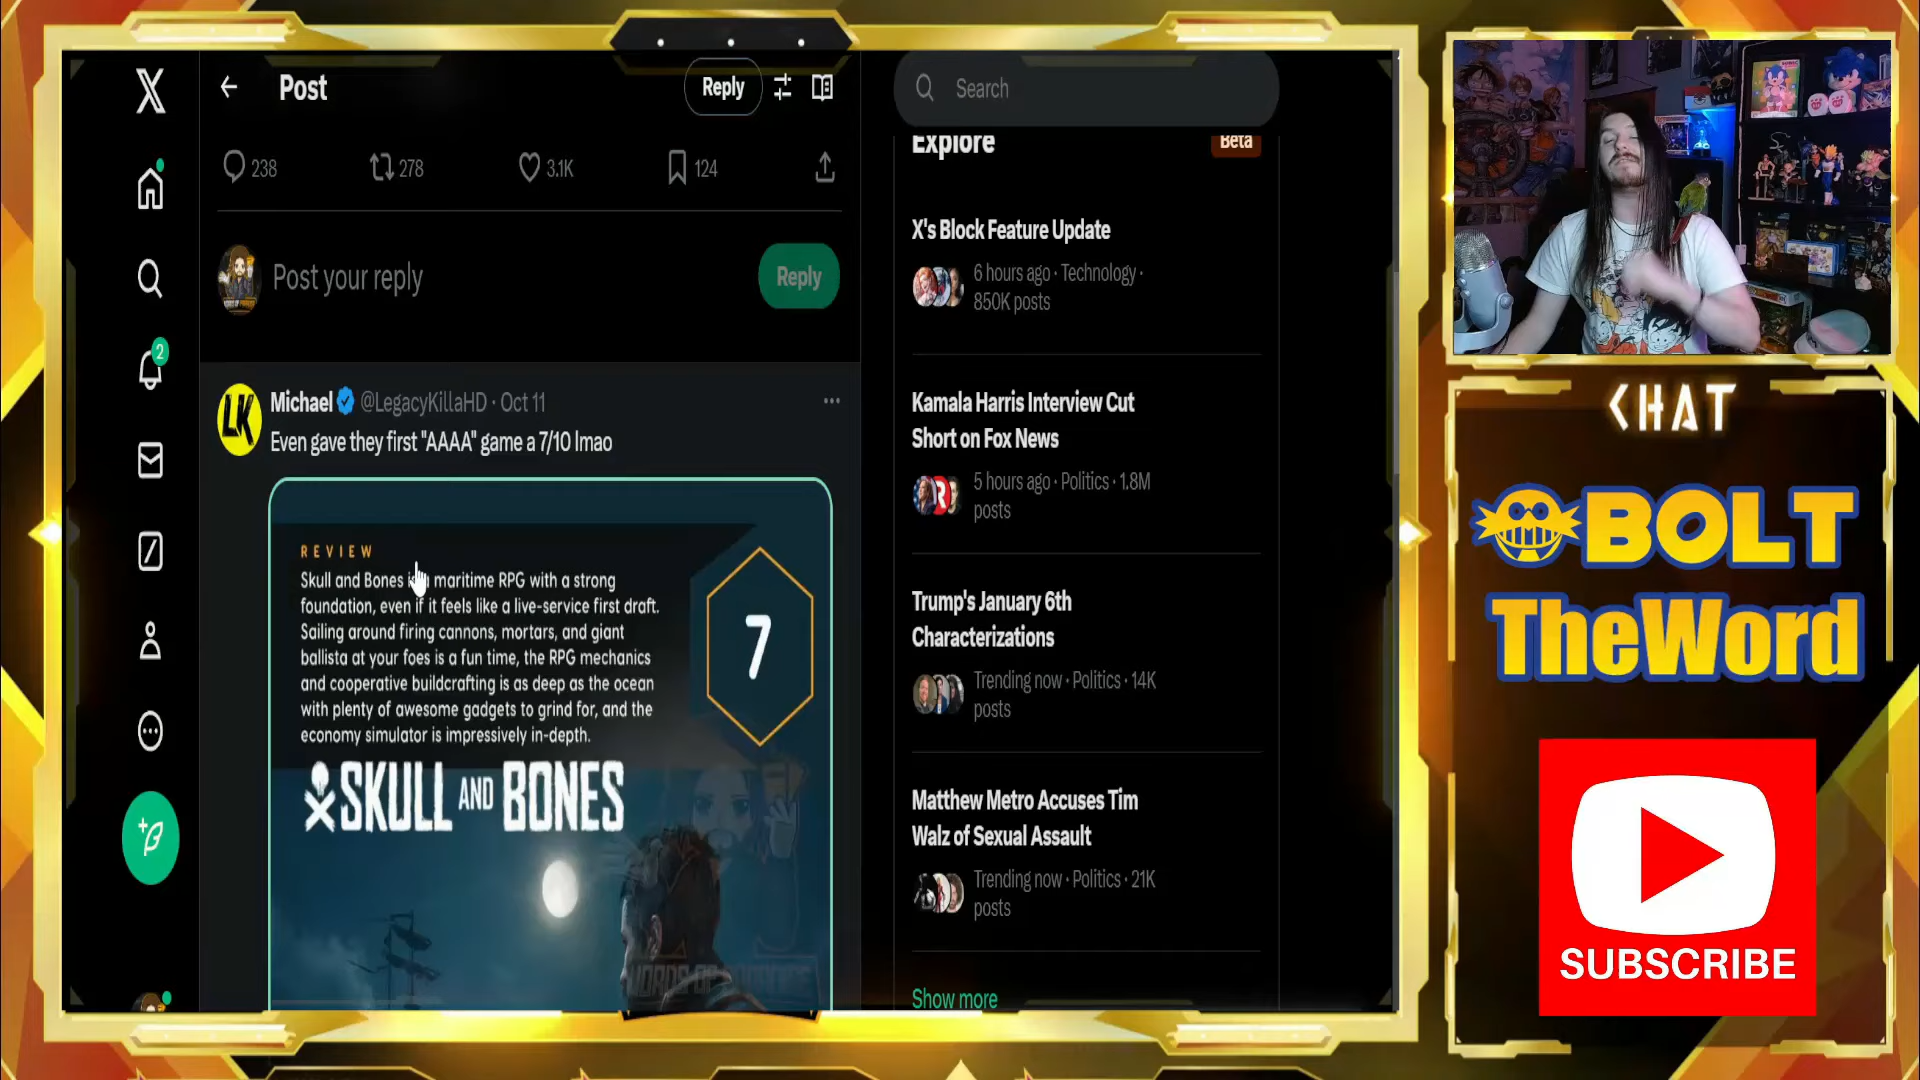 Post
Reply
238
278
3.1K
124
Post your reply
Reply
2
LK
Michael @LegacyKillaHD · Oct 11
Even gave they first "AAAA" game a 7/10 lmao
REVIEW
Skull and Bones is a maritime RPG with a strong
foundation, even if it feels like a live-service first draft.
Sailing around firing cannons, mortars, and giant
ballista at your foes is a fun time, the RPG mechanics
and cooperative buildcrafting is as deep as the ocean
with plenty of awesome gadgets to grind for, and the
economy simulator is impressively in-depth.
7
SKULL AND BONES
Search
Explore
Beta
X's Block Feature Update
6 hours ago · Technology ·
850K posts
Kamala Harris Interview Cut
Short on Fox News
5 hours ago · Politics · 1.8M
posts
Trump's January 6th
Characterizations
Trending now · Politics · 14K
posts
Matthew Metro Accuses Tim
Walz of Sexual Assault
Trending now · Politics · 21K
posts
Show more
CHAT
BOLT
TheWord
SUBSCRIBE